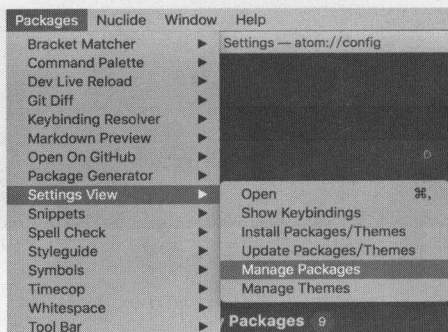 Packages Nuclide Window Help
Bracket Matcher
Command Palette
Dev Live Reload
Git Diff
Keybinding Resolver
Markdown Preview
Open On GitHub
Package Generator
Settings View
Snippets
Spell Check
Styleguide
Symbols
Timecop
Whitespace
Tool Bar
Settings — atom://config
Open ⌘,
Show Keybindings
Install Packages/Themes
Update Packages/Themes
Manage Packages
Manage Themes
Packages 9